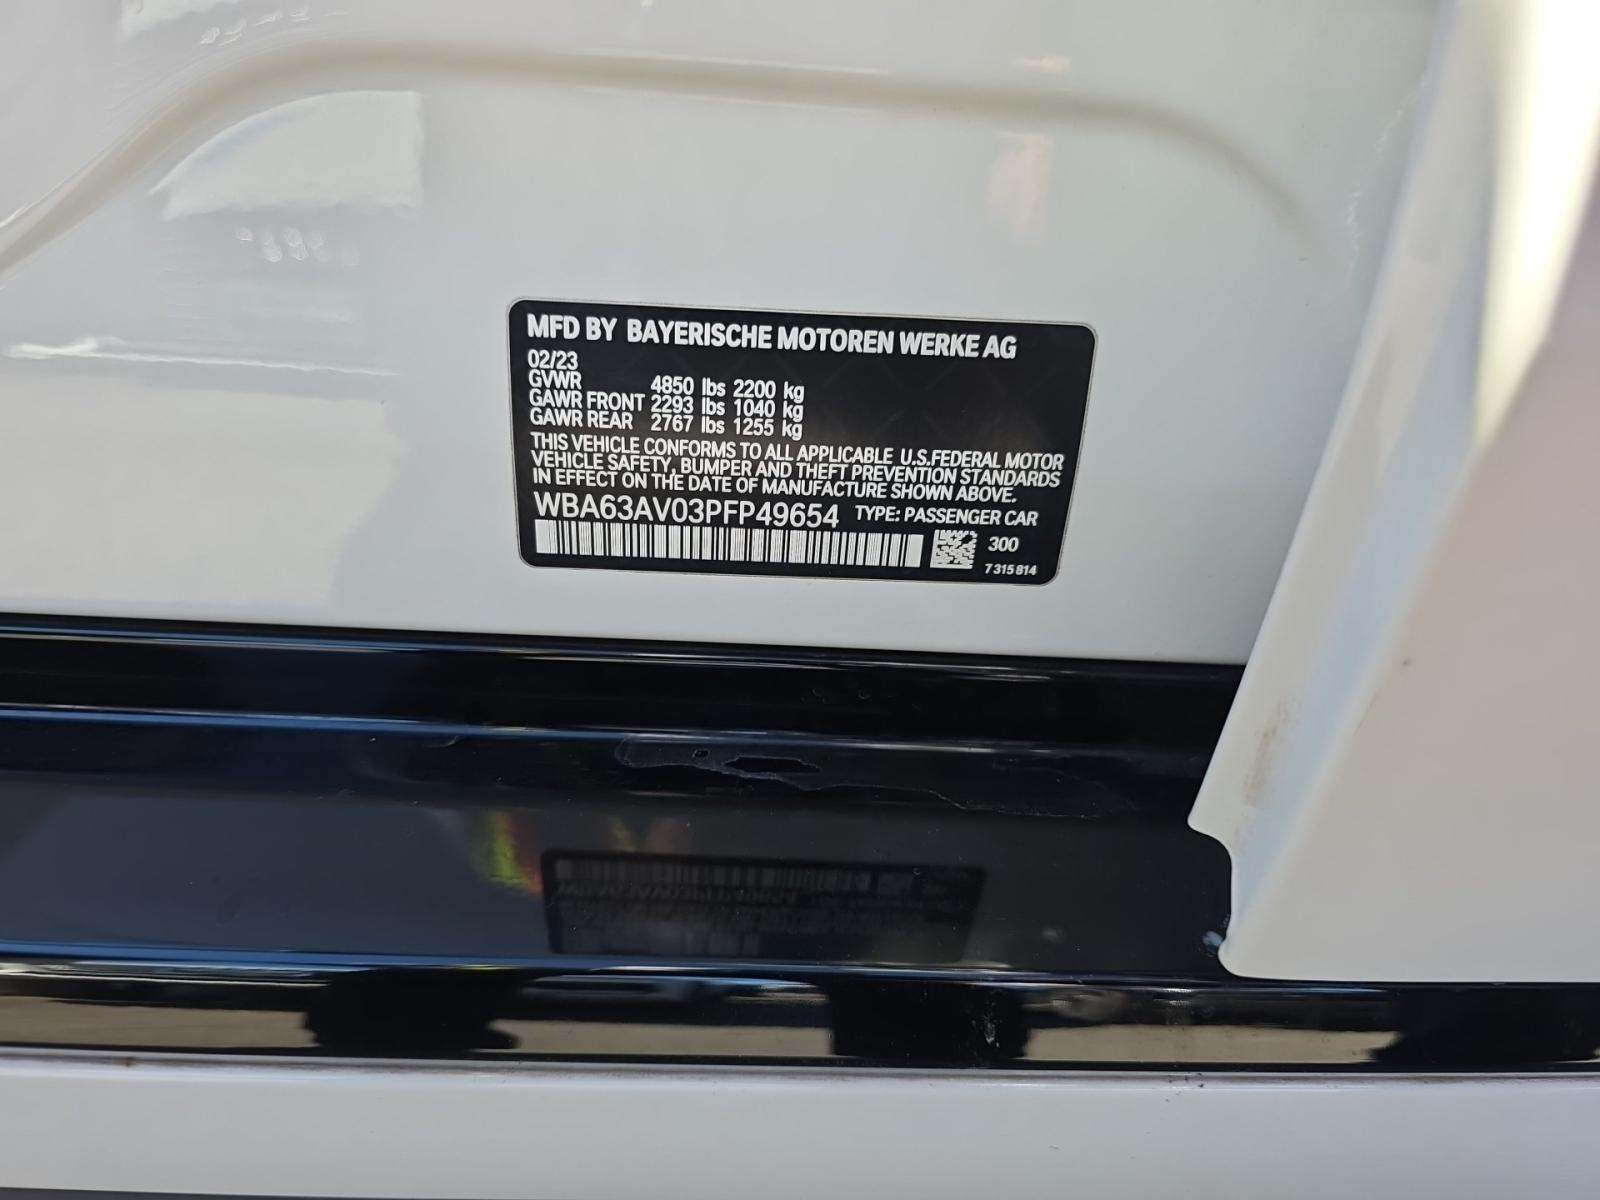 MFD BY BAYERISCHE MOTOREN WERKE AG
02/23
GVWR 4850 lbs 2200 kg
GAWR FRONT 2293 lbs 1040 kg
GAWR REAR 2767 lbs 1255 kg
THIS VEHICLE CONFORMS TO ALL APPLICABLE U.S.FEDERAL MOTOR
VEHICLE SAFETY, BUMPER AND THEFT PREVENTION STANDARDS
IN EFFECT ON THE DATE OF MANUFACTURE SHOWN ABOVE.
WBA63AV03PFP49654 TYPE: PASSENGER CAR
300
7 315 814